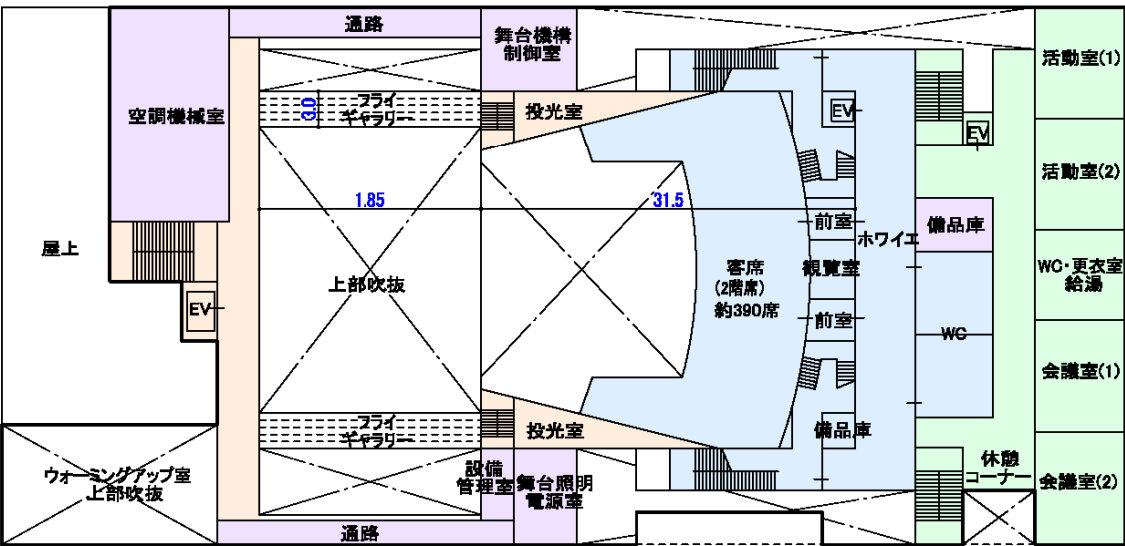 通路
舞台機構
制御室
活動室(1)
空調機械室
フライ
ギャラリー
3.0
投光室
EV
EV
活動室(2)
1.85
31.5
前室
ホワイエ
備品庫
屋上
上部吹抜
客席
(2階席)
約390席
観覧室
WC・更衣室
給湯
EV
前室
WC
会議室(1)
フライ
ギャラリー
投光室
備品庫
ウォーミングアップ室
上部吹抜
設備
管理室
舞台照明
電源室
休憩
コーナー
会議室(2)
通路